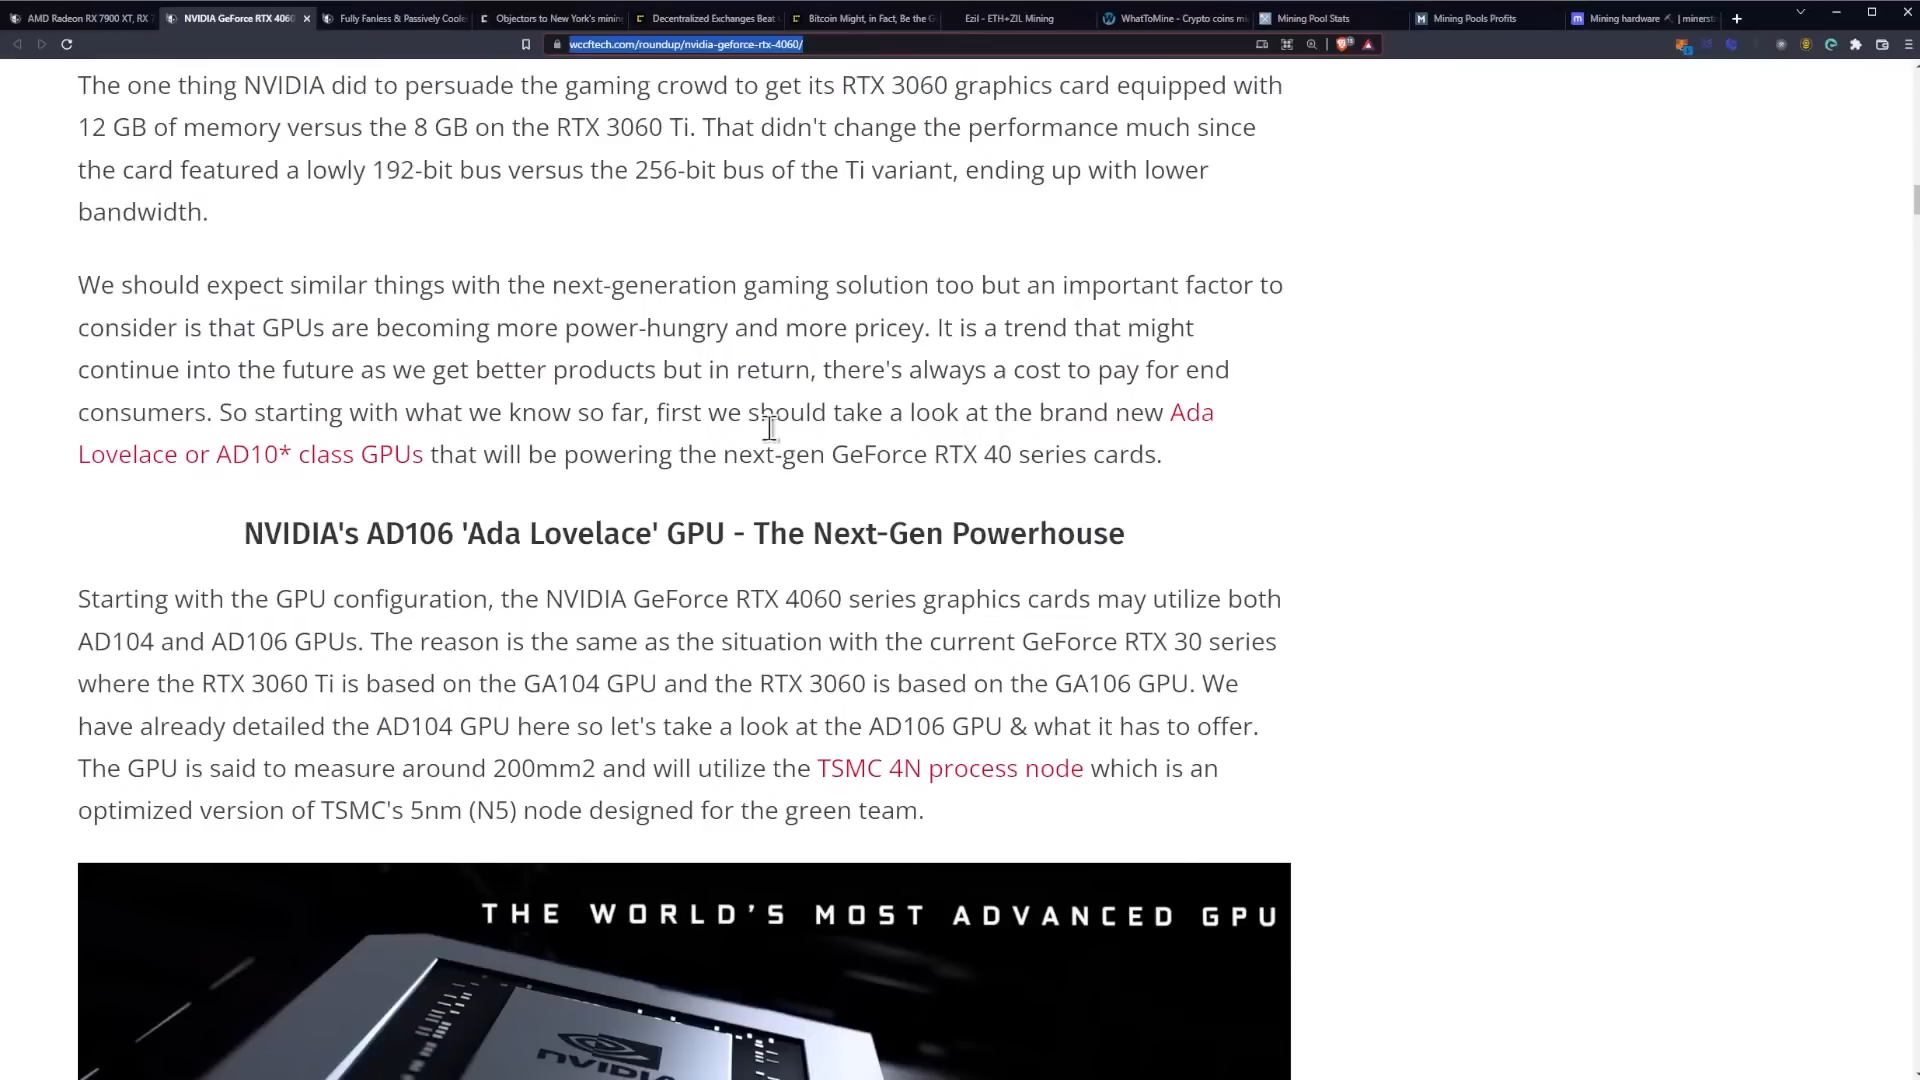 AMD Radeon RX 7900 XT, RX 7
NVIDIA GeForce RTX 4060
Fully Fanless & Passively Coole
Objectors to New York's mining
Decentralized Exchanges Beat
Bitcoin Might, in Fact, Be the G
Ezil - ETH+ZIL Mining
WhatToMine - Crypto coins mi
Mining Pool Stats
Mining Pools Profits
Mining hardware | minerst
wccftech.com/roundup/nvidia-geforce-rtx-4060/
The one thing NVIDIA did to persuade the gaming crowd to get its RTX 3060 graphics card equipped with
12 GB of memory versus the 8 GB on the RTX 3060 Ti. That didn't change the performance much since
the card featured a lowly 192-bit bus versus the 256-bit bus of the Ti variant, ending up with lower
bandwidth.
We should expect similar things with the next-generation gaming solution too but an important factor to
consider is that GPUs are becoming more power-hungry and more pricey. It is a trend that might
continue into the future as we get better products but in return, there's always a cost to pay for end
consumers. So starting with what we know so far, first we should take a look at the brand new Ada
Lovelace or AD10* class GPUs that will be powering the next-gen GeForce RTX 40 series cards.
NVIDIA's AD106 'Ada Lovelace' GPU - The Next-Gen Powerhouse
Starting with the GPU configuration, the NVIDIA GeForce RTX 4060 series graphics cards may utilize both
AD104 and AD106 GPUs. The reason is the same as the situation with the current GeForce RTX 30 series
where the RTX 3060 Ti is based on the GA104 GPU and the RTX 3060 is based on the GA106 GPU. We
have already detailed the AD104 GPU here so let's take a look at the AD106 GPU & what it has to offer.
The GPU is said to measure around 200mm2 and will utilize the TSMC 4N process node which is an
optimized version of TSMC's 5nm (N5) node designed for the green team.
THE WORLD'S MOST ADVANCED GPU
NVIDIA